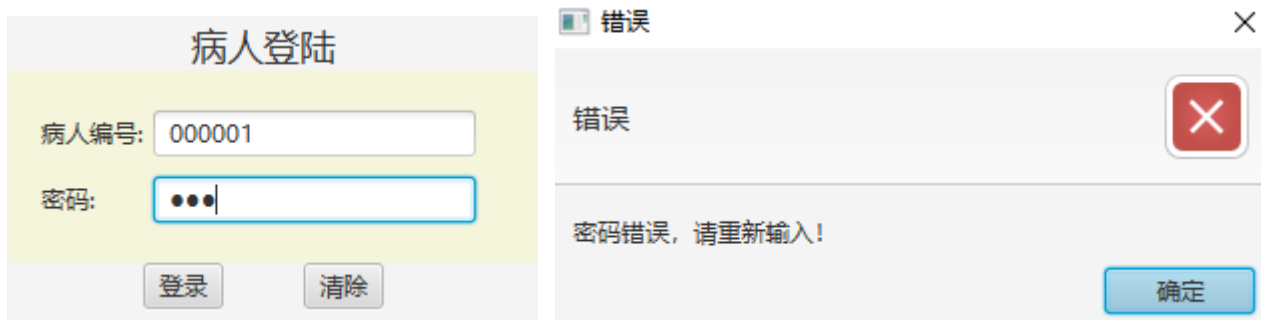 病人登陆
病人编号: 000001
密码: ●●●
登录 清除
错误
错误
密码错误，请重新输入！
确定